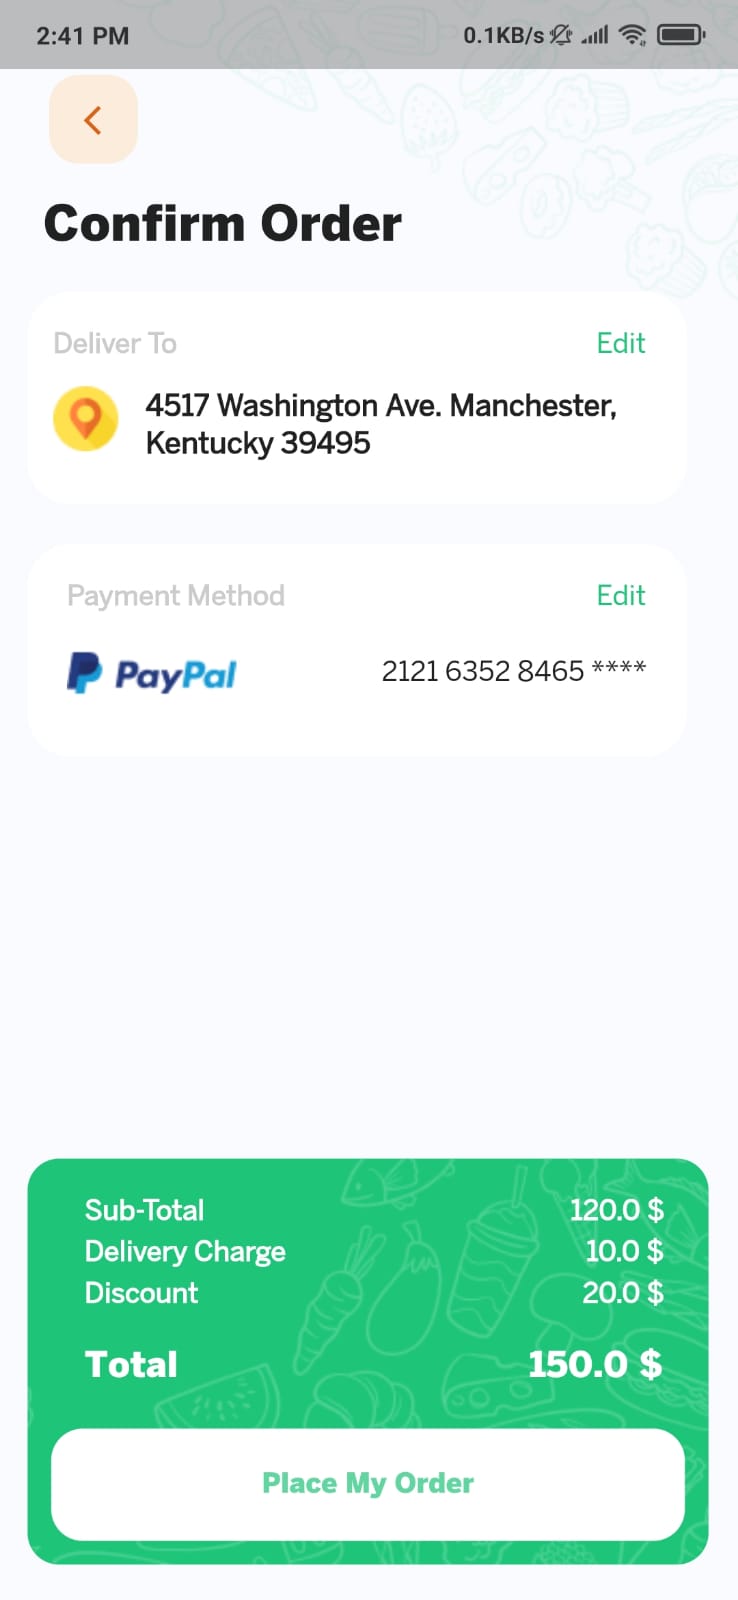 2:41 PM 0.1KB/s
Confirm Order
Deliver To Edit
4517 Washington Ave. Manchester,
Kentucky 39495
Payment Method Edit
PayPal 2121 6352 8465 ****
Sub-Total 120.0 $
Delivery Charge 10.0 $
Discount 20.0 $
Total 150.0 $
Place My Order